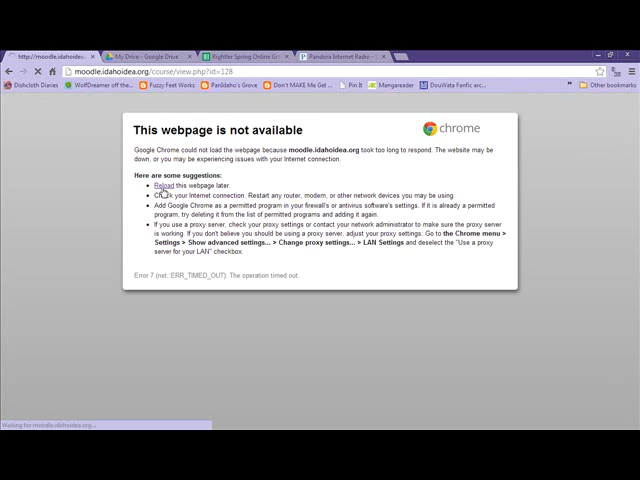 http://moodle.idahoidea.org
My Drive - Google Drive
Kightler Spring Online Gr
Pandora Internet Radio -
moodle.idahoidea.org/course/view.php?id=128
Dishcloth Diaries
WolfDreamer off the...
Fuzzy Feet Works
PanIdaho's Grove
Don't MAKE Me Get ...
Pin It
Mangareader
DouWata Fanfic arc...
Other bookmarks
This webpage is not available
chrome
Google Chrome could not load the webpage because moodle.idahoidea.org took too long to respond. The website may be
down, or you may be experiencing issues with your Internet connection.
Here are some suggestions:
Reload this webpage later.
Check your Internet connection. Restart any router, modem, or other network devices you may be using.
Add Google Chrome as a permitted program in your firewall's or antivirus software's settings. If it is already a permitted
program, try deleting it from the list of permitted programs and adding it again.
If you use a proxy server, check your proxy settings or contact your network administrator to make sure the proxy server
is working. If you don't believe you should be using a proxy server, adjust your proxy settings: Go to the Chrome menu >
Settings > Show advanced settings... > Change proxy settings... > LAN Settings and deselect the "Use a proxy
server for your LAN" checkbox.
Error 7 (net::ERR_TIMED_OUT): The operation timed out.
Waiting for moodle.idahoidea.org...